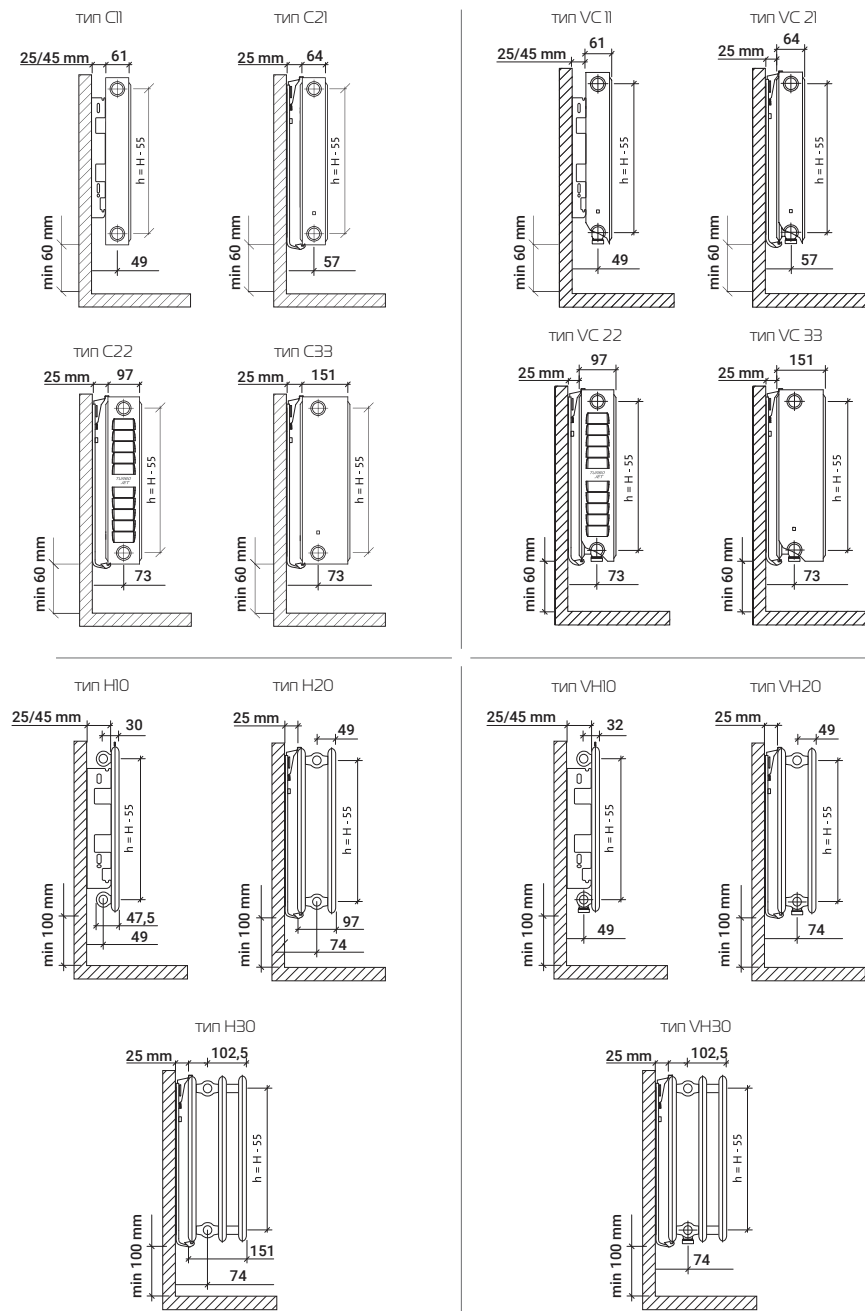 тип C11
25/45 mm 61
h = H - 55
min 60 mm
49
тип C21
25 mm 64
h = H - 55
min 60 mm
57
тип VC 11
25/45 mm 61
h = H - 55
min 60 mm
49
тип VC 21
25 mm 64
h = H - 55
min 60 mm
57
тип C22
25 mm 97
TURBO
JET
h = H - 55
min 60 mm
73
тип C33
25 mm 151
h = H - 55
min 60 mm
73
тип VC 22
25 mm 97
TURBO
JET
h = H - 55
min 60 mm
73
тип VC 33
25 mm 151
h = H - 55
min 60 mm
73
тип H10
25/45 mm 30
h = H - 55
min 100 mm
47,5
49
тип H20
25 mm 49
h = H - 55
min 100 mm
97
74
тип VH10
25/45 mm 32
h = H - 55
min 100 mm
49
тип VH20
25 mm 49
h = H - 55
min 100 mm
74
тип H30
25 mm 102,5
h = H - 55
min 100 mm
151
74
тип VH30
25 mm 102,5
h = H - 55
min 100 mm
74